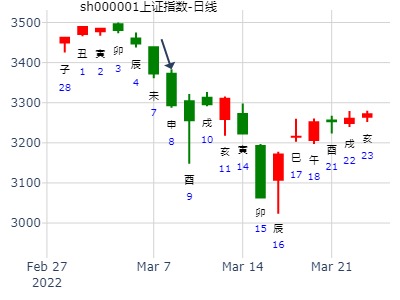 sh000001上证指数-日线
3500
3400
3300
3200
3100
3000
子
28
丑
1
寅
2
卯
3
辰
4
未
7
申
8
酉
9
戌
10
亥
11
寅
14
卯
15
辰
16
巳
17
午
18
酉
21
戌
22
亥
23
Feb 27
2022
Mar 7
Mar 14
Mar 21